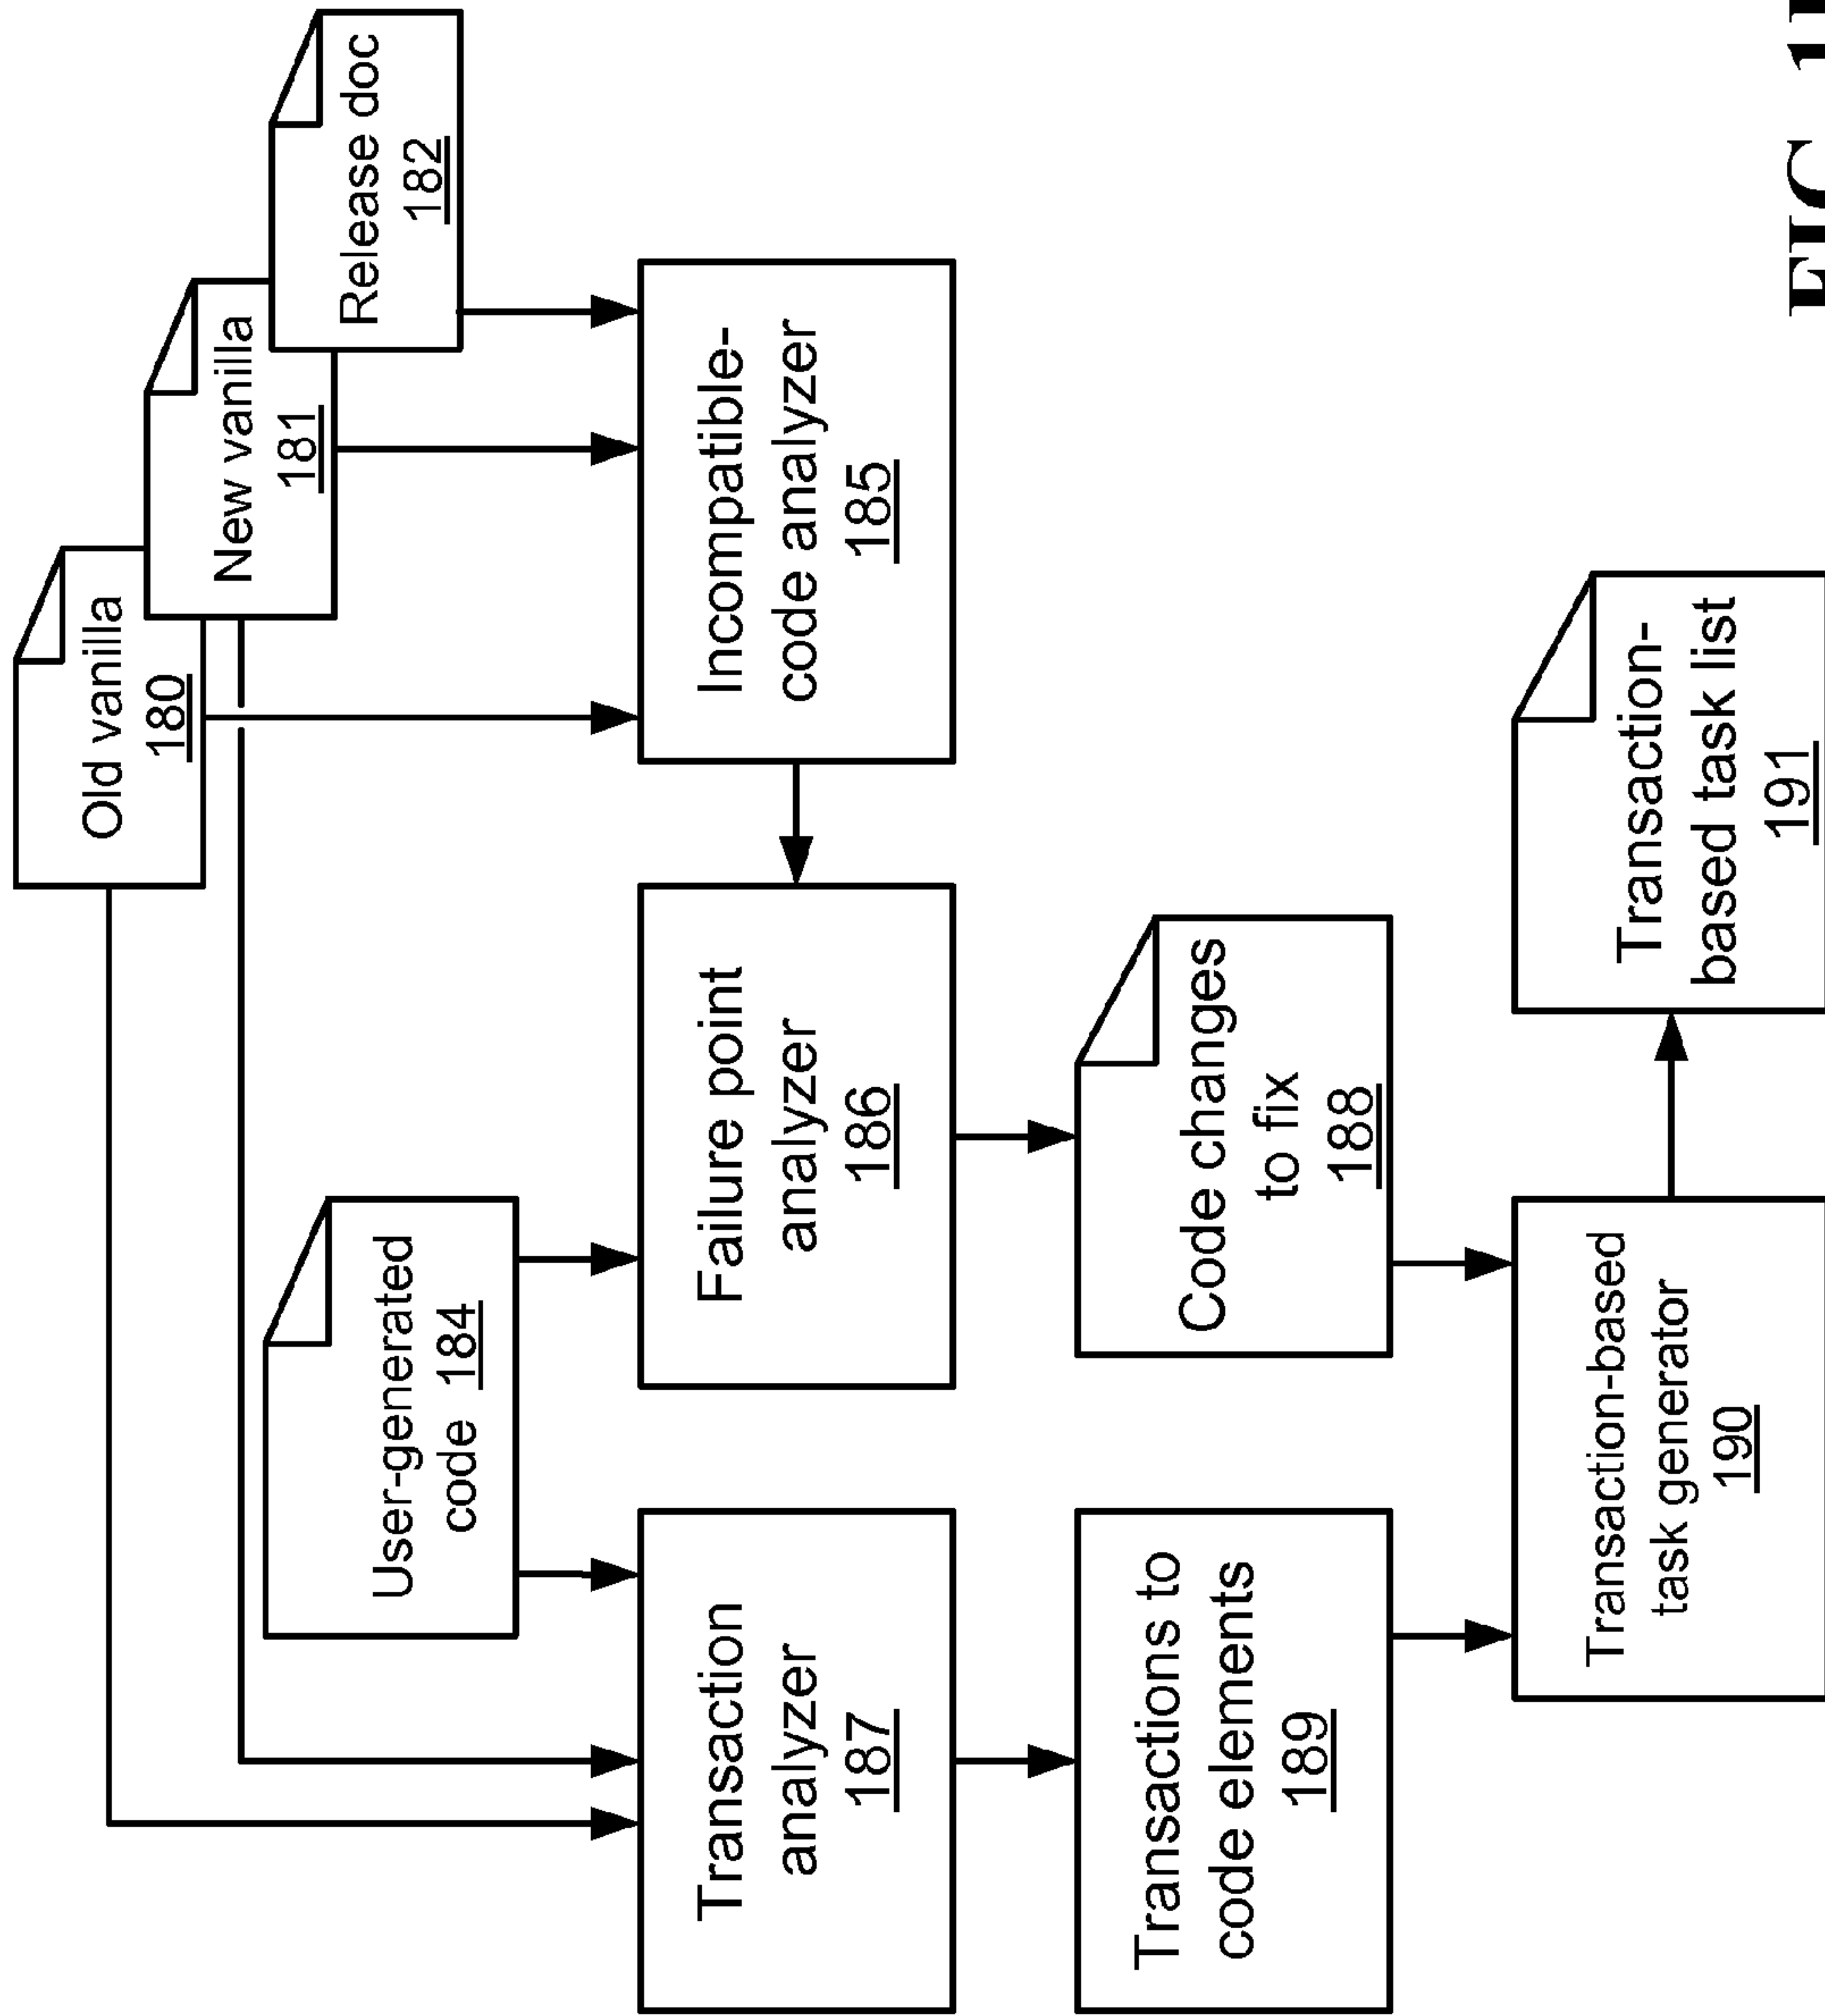 Old vanilla
180
New vanilla
181
Release doc
182
User-generated
code 184
Transaction
analyzer
187
Failure point
analyzer
186
Incompatible-
code analyzer
185
Transactions to
code elements
189
Code changes
to fix
188
Transaction-based
task generator
190
Transaction-
based task list
191